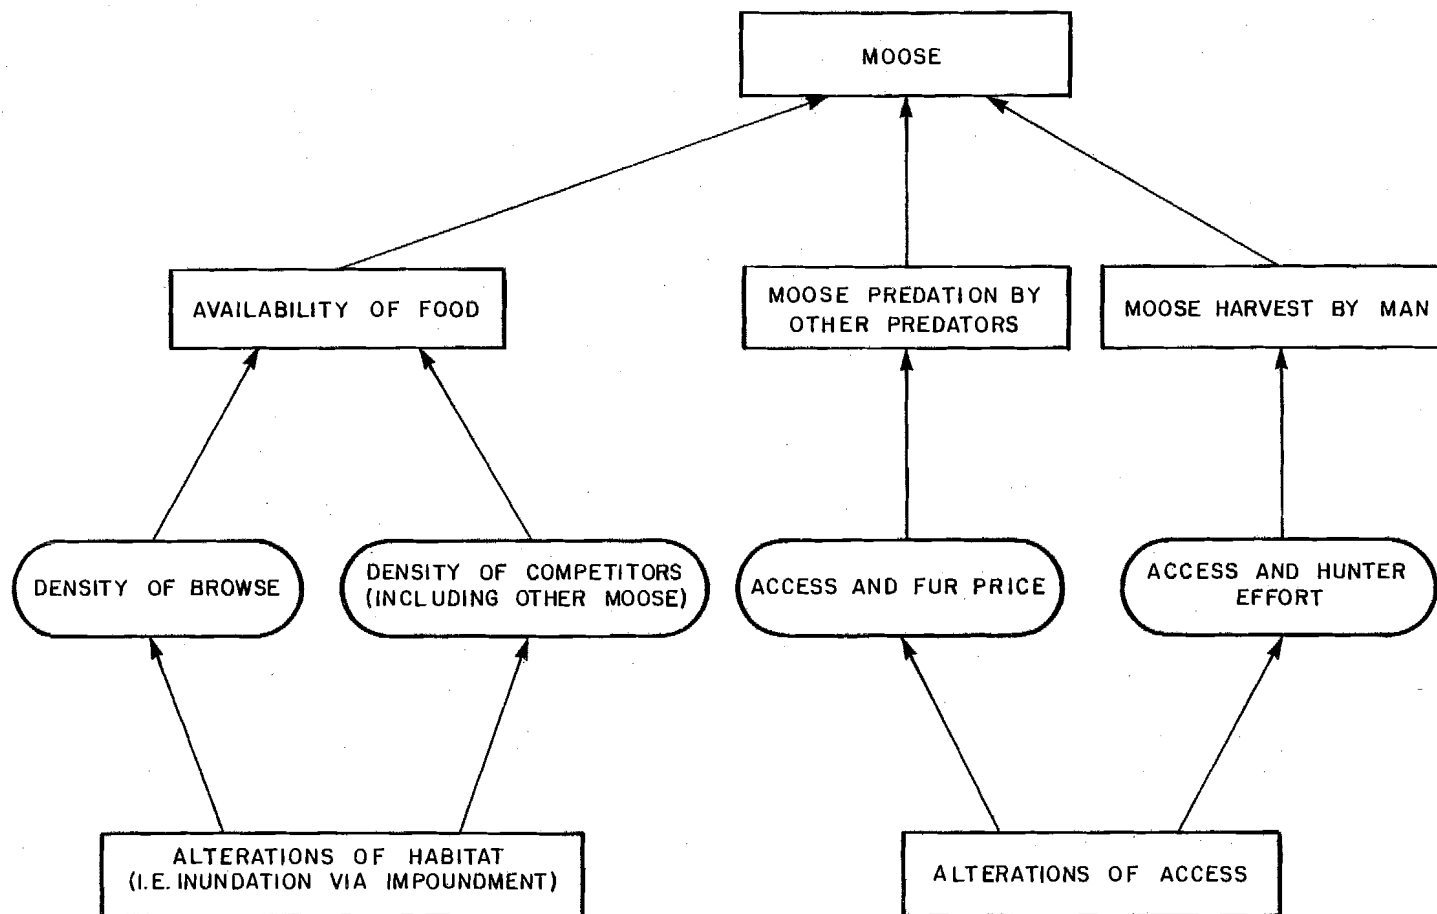 MOOSE
AVAILABILITY OF FOOD
MOOSE PREDATION BY
OTHER PREDATORS
MOOSE HARVEST BY MAN
DENSITY OF BROWSE
DENSITY OF COMPETITORS
(INCLUDING OTHER MOOSE)
ACCESS AND FUR PRICE
ACCESS AND HUNTER
EFFORT
ALTERATIONS OF HABITAT
(I.E. INUNDATION VIA IMPOUNDMENT)
ALTERATIONS OF ACCESS